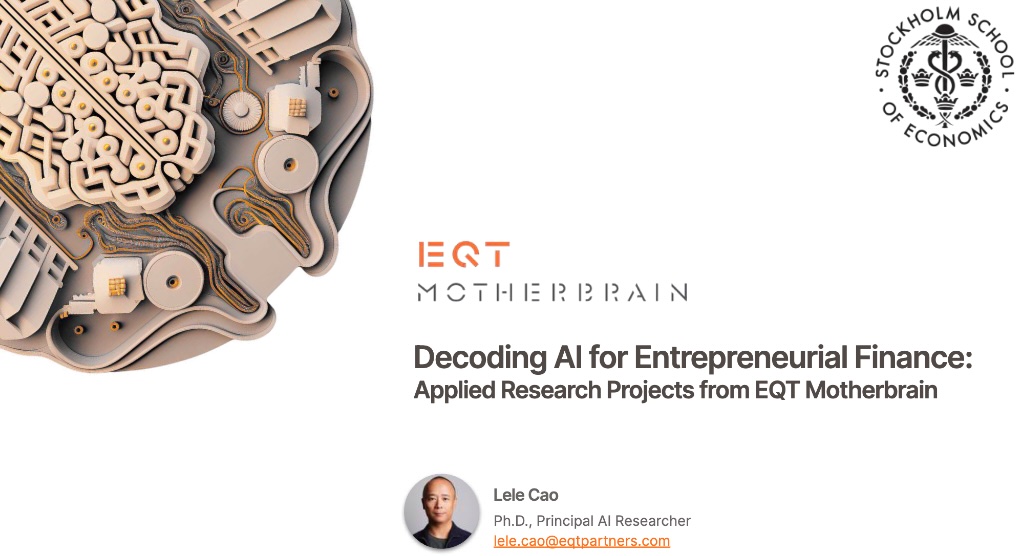 STOCKHOLM SCHOOL
OF ECONOMICS
EQT
MOTHERBRAIN
Decoding AI for Entrepreneurial Finance:
Applied Research Projects from EQT Motherbrain
Lele Cao
Ph.D., Principal AI Researcher
lele.cao@eqtpartners.com